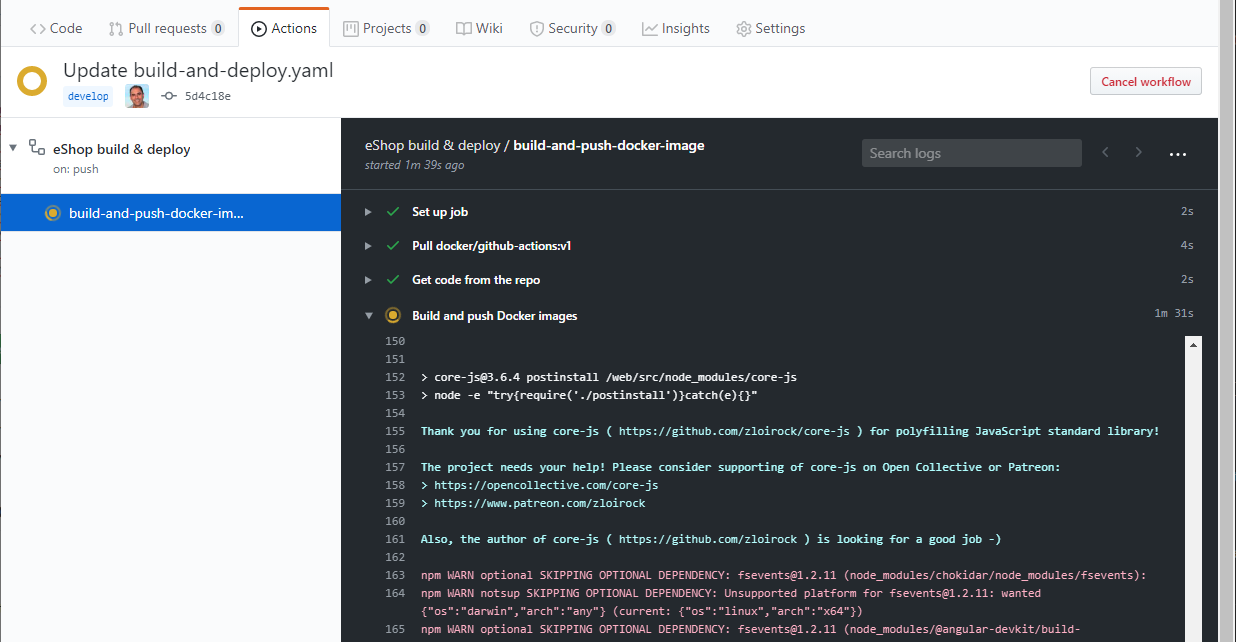 Code Pull requests 0 Actions Projects 0 Wiki Security 0 Insights Settings
Update build-and-deploy.yaml
develop 5d4c18e
Cancel workflow
eShop build & deploy
on: push
build-and-push-docker-im...
eShop build & deploy / build-and-push-docker-image
started 1m 39s ago
Search logs
Set up job 2s
Pull docker/github-actions:v1 4s
Get code from the repo 2s
Build and push Docker images 1m 31s
150
151
152 > core-js@3.6.4 postinstall /web/src/node_modules/core-js
153 > node -e "try{require('./postinstall')}catch(e){}"
154
155 Thank you for using core-js ( https://github.com/zloirock/core-js ) for polyfilling JavaScript standard library!
156
157 The project needs your help! Please consider supporting of core-js on Open Collective or Patreon:
158 > https://opencollective.com/core-js
159 > https://www.patreon.com/zloirock
160
161 Also, the author of core-js ( https://github.com/zloirock ) is looking for a good job -)
162
163 npm WARN optional SKIPPING OPTIONAL DEPENDENCY: fsevents@1.2.11 (node_modules/chokidar/node_modules/fsevents):
164 npm WARN notsup SKIPPING OPTIONAL DEPENDENCY: Unsupported platform for fsevents@1.2.11: wanted
{"os":"darwin","arch":"any"} (current: {"os":"linux","arch":"x64"})
165 npm WARN optional SKIPPING OPTIONAL DEPENDENCY: fsevents@1.2.11 (node_modules/@angular-devkit/build-